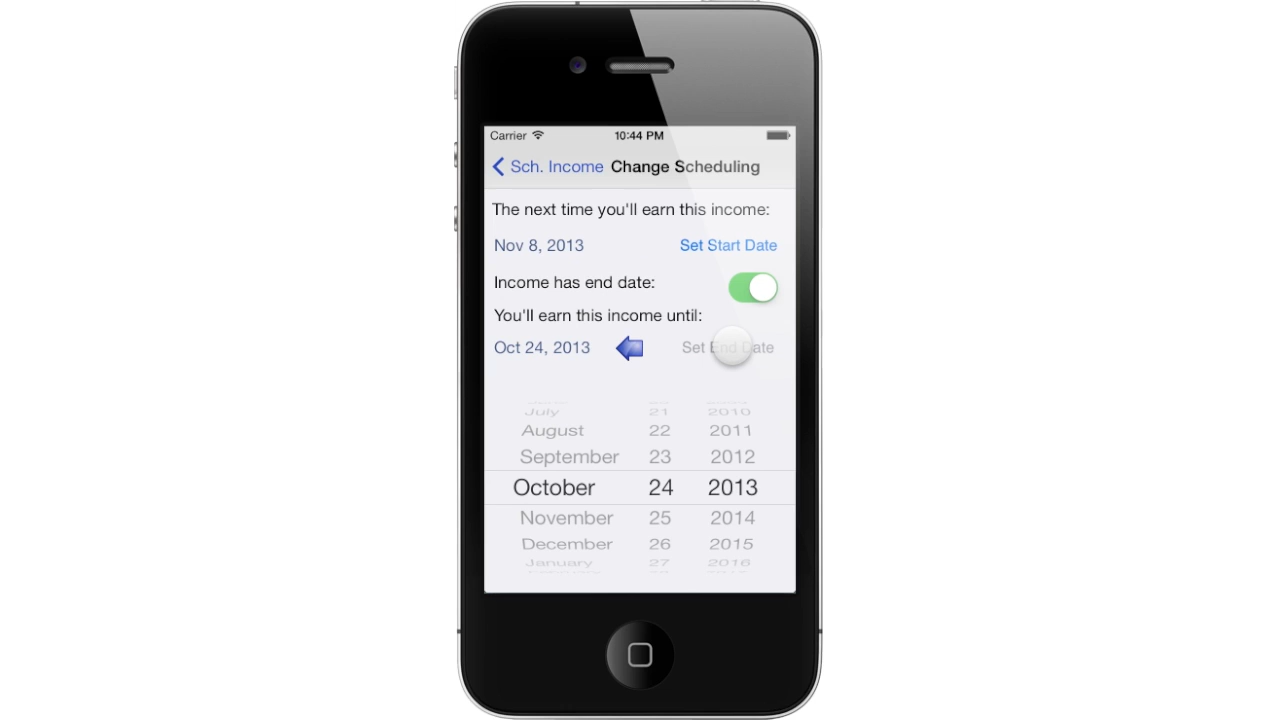 Carrier 10:44 PM
Sch. Income Change Scheduling
The next time you'll earn this income:
Nov 8, 2013 Set Start Date
Income has end date:
You'll earn this income until:
Oct 24, 2013 Set End Date
July 21 2010
August 22 2011
September 23 2012
October 24 2013
November 25 2014
December 26 2015
January 27 2016